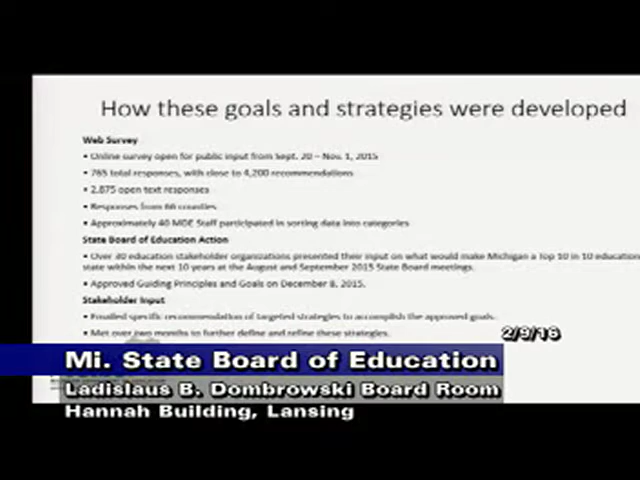 How these goals and strategies were developed
Web Survey
• Online survey open for public input from Sept. 20 – Nov. 1, 2015
• 765 total responses, with close to 4,200 recommendations
• 2,875 open text responses
• Responses from 66 counties
• Approximately 40 MDE Staff participated in sorting data into categories
State Board of Education Action
• Over 30 education stakeholder organizations presented their input on what would make Michigan a Top 10 in 10 education
state within the next 10 years at the August and September 2015 State Board meetings.
• Approved Guiding Principles and Goals on December 8, 2015.
Stakeholder Input
• Emailed specific recommendation of targeted strategies to accomplish the approved goals.
• Met over two months to further define and refine these strategies.
2/9/16
Mi. State Board of Education
Ladislaus B. Dombrowski Board Room
Hannah Building, Lansing